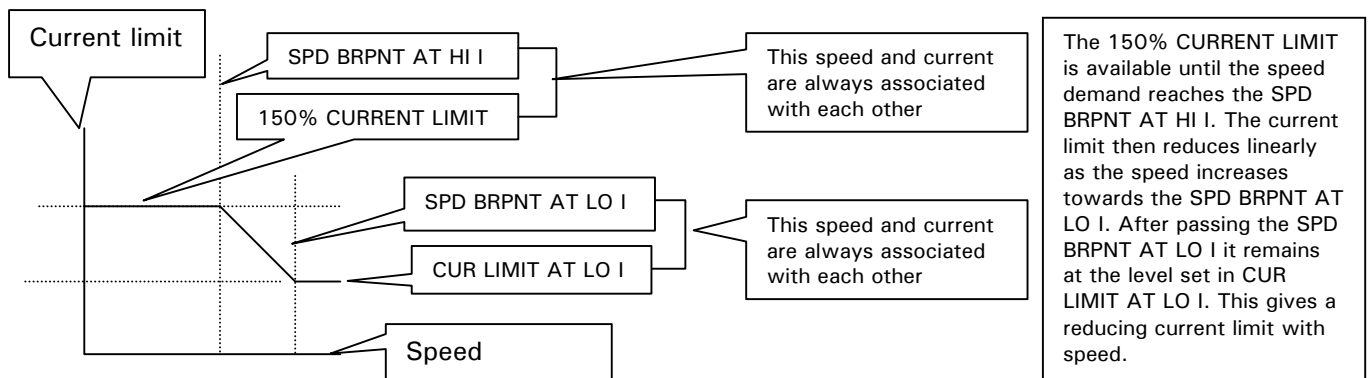 Current limit
SPD BRPNT AT HI I
150% CURRENT LIMIT
This speed and current
are always associated
with each other
SPD BRPNT AT LO I
CUR LIMIT AT LO I
This speed and current
are always associated
with each other
Speed
The 150% CURRENT LIMIT
is available until the speed
demand reaches the SPD
BRPNT AT HI I. The current
limit then reduces linearly
as the speed increases
towards the SPD BRPNT AT
LO I. After passing the SPD
BRPNT AT LO I it remains
at the level set in CUR
LIMIT AT LO I. This gives a
reducing current limit with
speed.